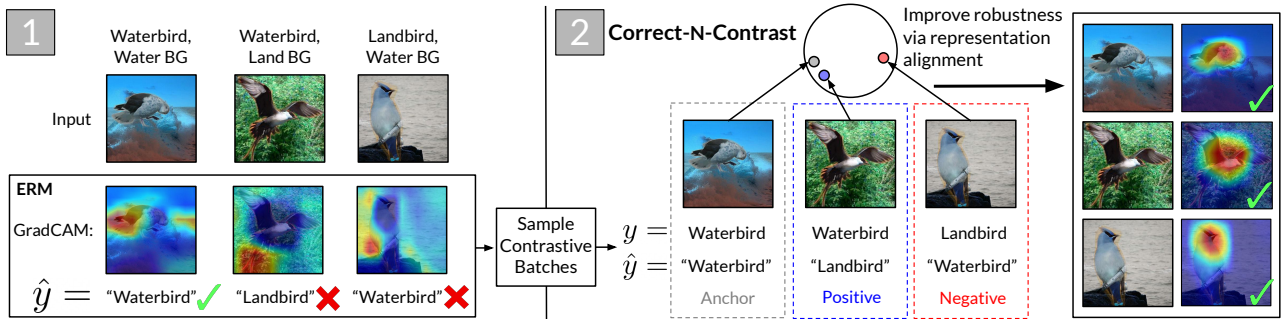 1
Waterbird,
Water BG
Waterbird,
Land BG
Landbird,
Water BG
Input
ERM
GradCAM:
ŷ =
“Waterbird”
“Landbird”
“Waterbird”
Sample
Contrastive
Batches
2
Correct-N-Contrast
Improve robustness
via representation
alignment
y =
Waterbird
Waterbird
Landbird
ŷ =
“Waterbird”
“Landbird”
“Waterbird”
Anchor
Positive
Negative